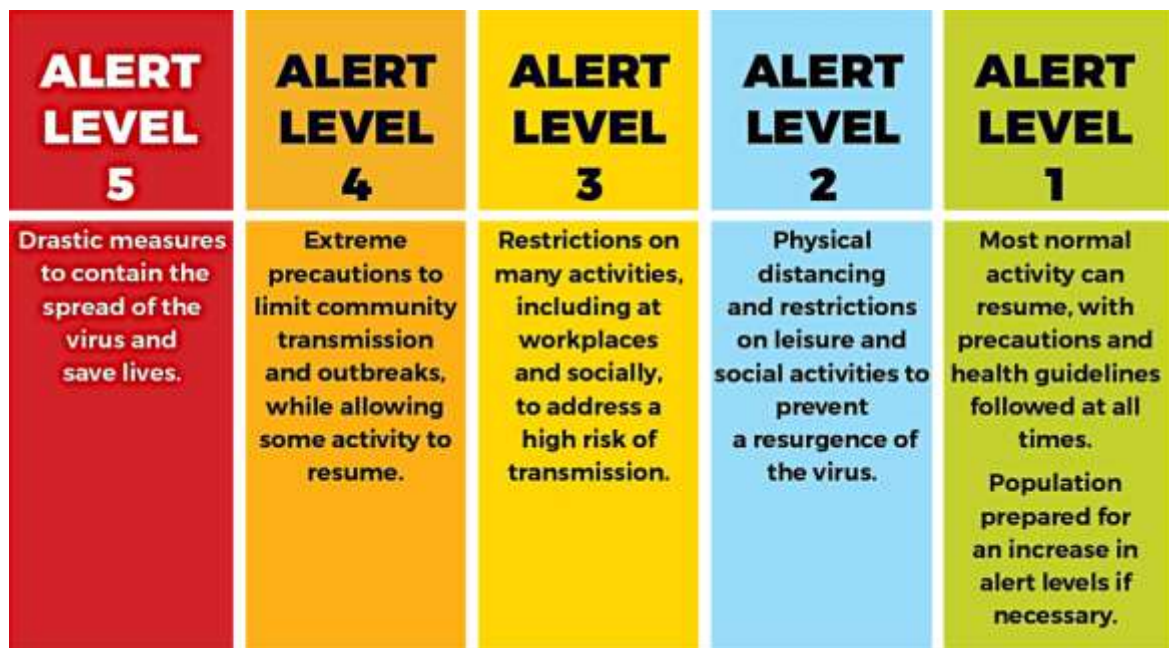 ALERT
LEVEL
5
Drastic measures
to contain the
spread of the
virus and
save lives.
ALERT
LEVEL
4
Extreme
precautions to
limit community
transmission
and outbreaks,
while allowing
some activity to
resume.
ALERT
LEVEL
3
Restrictions on
many activities,
including at
workplaces
and socially,
to address a
high risk of
transmission.
ALERT
LEVEL
2
Physical
distancing
and restrictions
on leisure and
social activities to
prevent
a resurgence of
the virus.
ALERT
LEVEL
1
Most normal
activity can
resume, with
precautions and
health guidelines
followed at all
times.
Population
prepared for
an increase in
alert levels if
necessary.